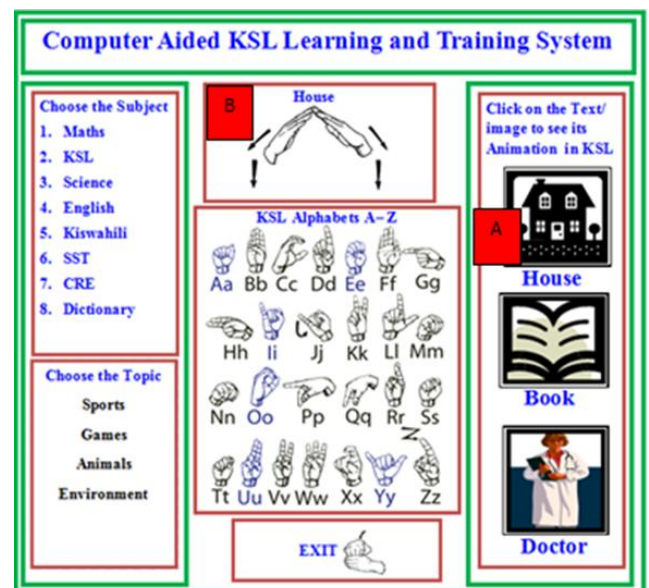 Computer Aided KSL Learning and Training System
Choose the Subject
1. Maths
2. KSL
3. Science
4. English
5. Kiswahili
6. SST
7. CRE
8. Dictionary
Choose the Topic
Sports
Games
Animals
Environment
B
House
KSL Alphabets A–Z
Aa Bb Cc Dd Ee Ff Gg
Hh Ii Jj Kk Ll Mm
Nn Oo Pp Qq Rr Ss
Tt Uu Vv Ww Xx Yy Zz
EXIT
Click on the Text/
image to see its
Animation in KSL
A
House
Book
Doctor